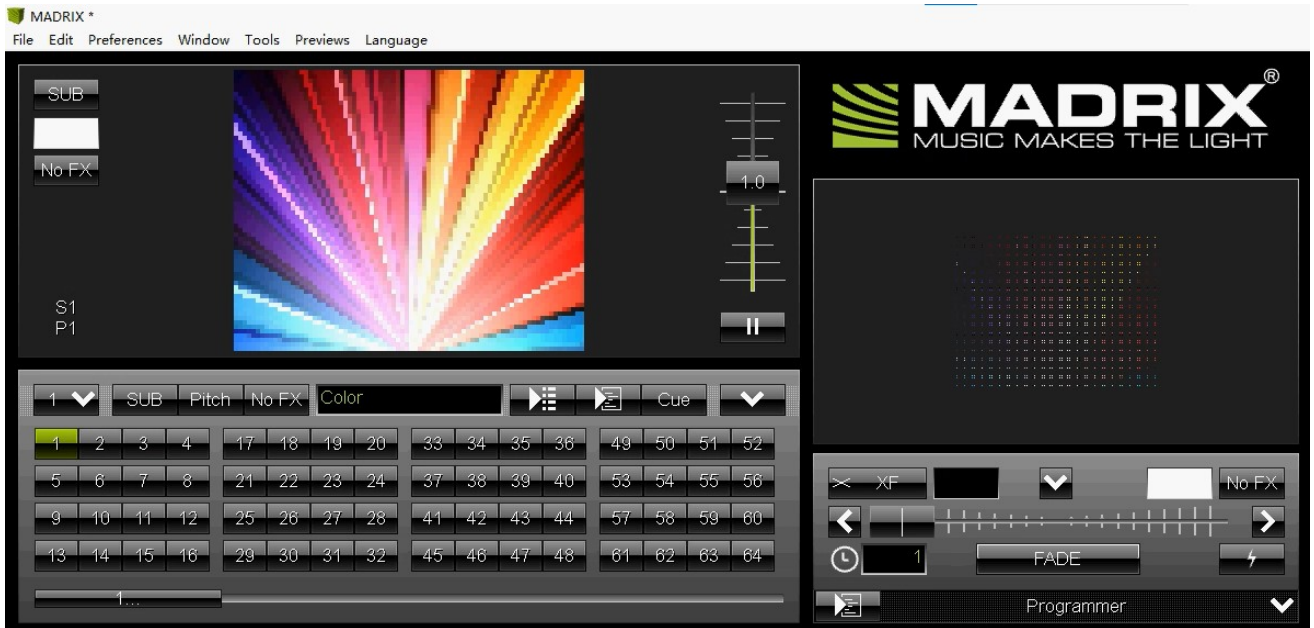 MADRIX *
File Edit Preferences Window Tools Previews Language
SUB
No FX
1.0
S1
P1
MADRIX®
MUSIC MAKES THE LIGHT
1 SUB Pitch No FX Color Cue
1 2 3 4 17 18 19 20 33 34 35 36 49 50 51 52
5 6 7 8 21 22 23 24 37 38 39 40 53 54 55 56
9 10 11 12 25 26 27 28 41 42 43 44 57 58 59 60
13 14 15 16 29 30 31 32 45 46 47 48 61 62 63 64
1...
XF No FX
1 FADE
Programmer